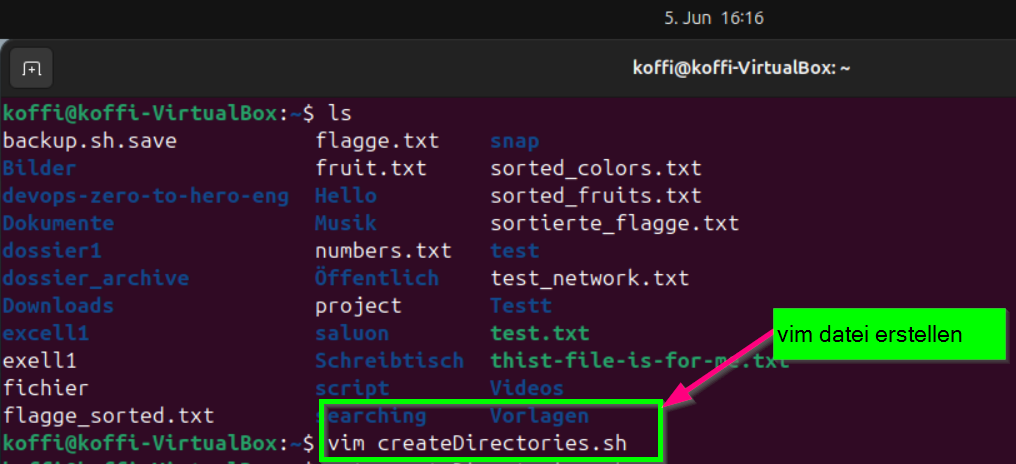 5. Jun 16:16
koffi@koffi-VirtualBox: ~
koffi@koffi-VirtualBox:~$ ls
backup.sh.save flagge.txt snap
Bilder fruit.txt sorted_colors.txt
devops-zero-to-hero-eng Hello sorted_fruits.txt
Dokumente Musik sortierte_flagge.txt
dossier1 numbers.txt test
dossier_archive Öffentlich test_network.txt
Downloads project Testt
excell1 saluon test.txt
vim datei erstellen
exell1 Schreibtisch thist-file-is-for-me.txt
fichier script Videos
flagge_sorted.txt searching Vorlagen
koffi@koffi-VirtualBox:~$ vim createDirectories.sh